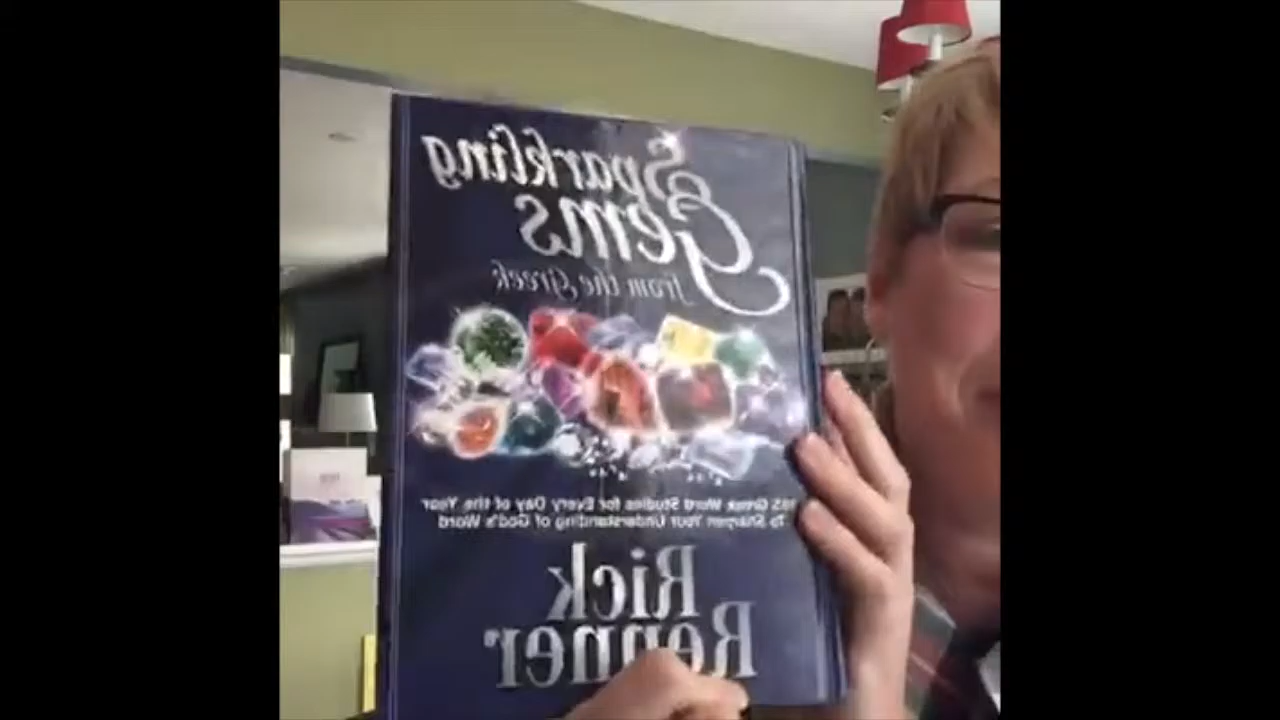 Sparkling
Gems
from the Greek
365 Greek Word Studies for Every Day of the Year
To Sharpen Your Understanding of God's Word
Rick
Renner